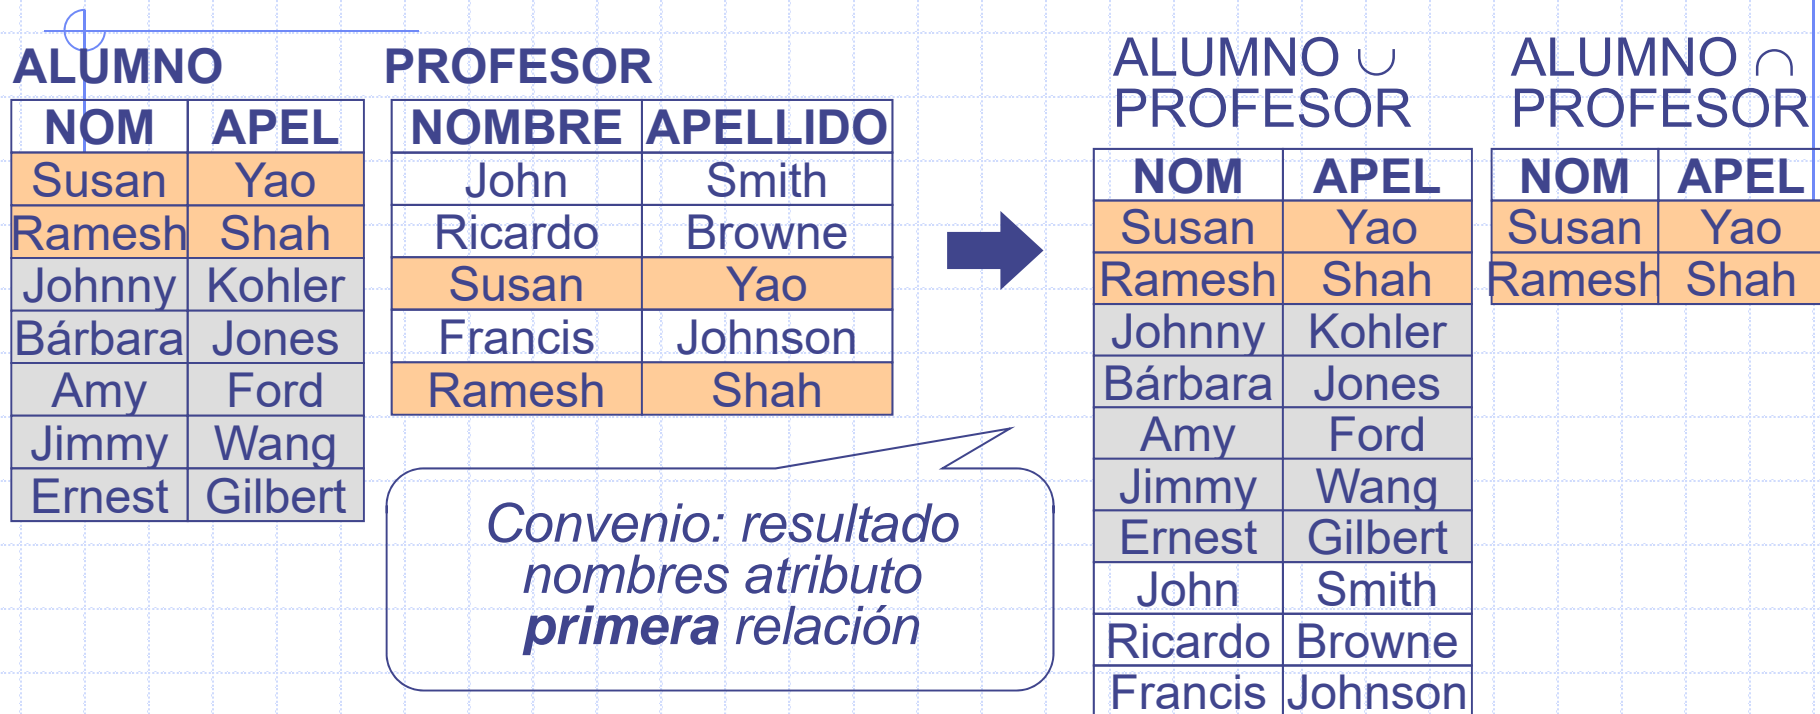 ALUMNO
NOM APEL
Susan Yao
Ramesh Shah
Johnny Kohler
Bárbara Jones
Amy Ford
Jimmy Wang
Ernest Gilbert
PROFESOR
NOMBRE APELLIDO
John Smith
Ricardo Browne
Susan Yao
Francis Johnson
Ramesh Shah
Convenio: resultado
nombres atributo
primera relación
ALUMNO ∪
PROFESOR
NOM APEL
Susan Yao
Ramesh Shah
Johnny Kohler
Bárbara Jones
Amy Ford
Jimmy Wang
Ernest Gilbert
John Smith
Ricardo Browne
Francis Johnson
ALUMNO ∩
PROFESOR
NOM APEL
Susan Yao
Ramesh Shah